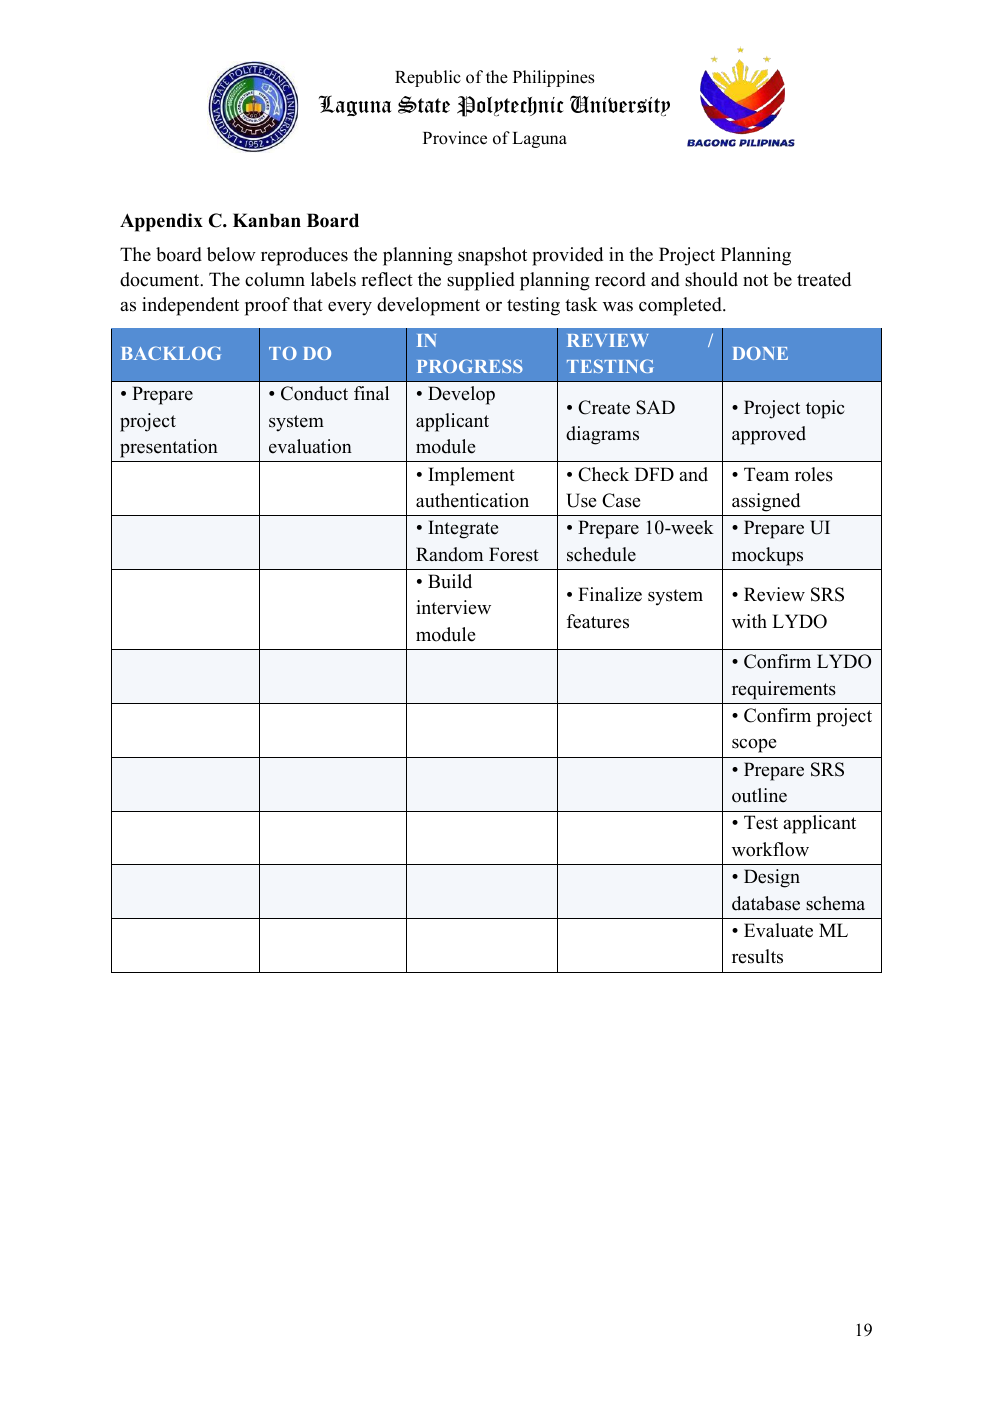 Republic of the Philippines
Laguna State Polytechnic University
Province of Laguna
LAGUNA STATE POLYTECHNIC UNIVERSITY
1952
BAGONG PILIPINAS
Appendix C. Kanban Board
The board below reproduces the planning snapshot provided in the Project Planning
document. The column labels reflect the supplied planning record and should not be treated
as independent proof that every development or testing task was completed.
BACKLOG
TO DO
IN
PROGRESS
REVIEW /
TESTING
DONE
• Prepare
project
presentation
• Conduct final
system
evaluation
• Develop
applicant
module
• Create SAD
diagrams
• Project topic
approved
• Implement
authentication
• Check DFD and
Use Case
• Team roles
assigned
• Integrate
Random Forest
• Prepare 10-week
schedule
• Prepare UI
mockups
• Build
interview
module
• Finalize system
features
• Review SRS
with LYDO
• Confirm LYDO
requirements
• Confirm project
scope
• Prepare SRS
outline
• Test applicant
workflow
• Design
database schema
• Evaluate ML
results
19